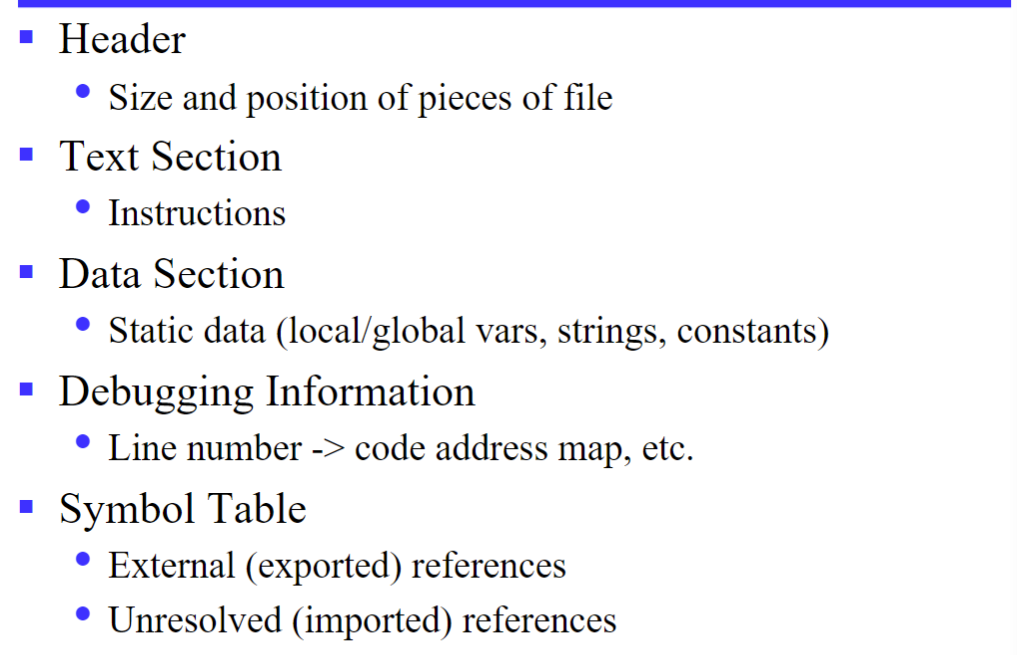 Header
Size and position of pieces of file
Text Section
Instructions
Data Section
Static data (local/global vars, strings, constants)
Debugging Information
Line number -> code address map, etc.
Symbol Table
External (exported) references
Unresolved (imported) references